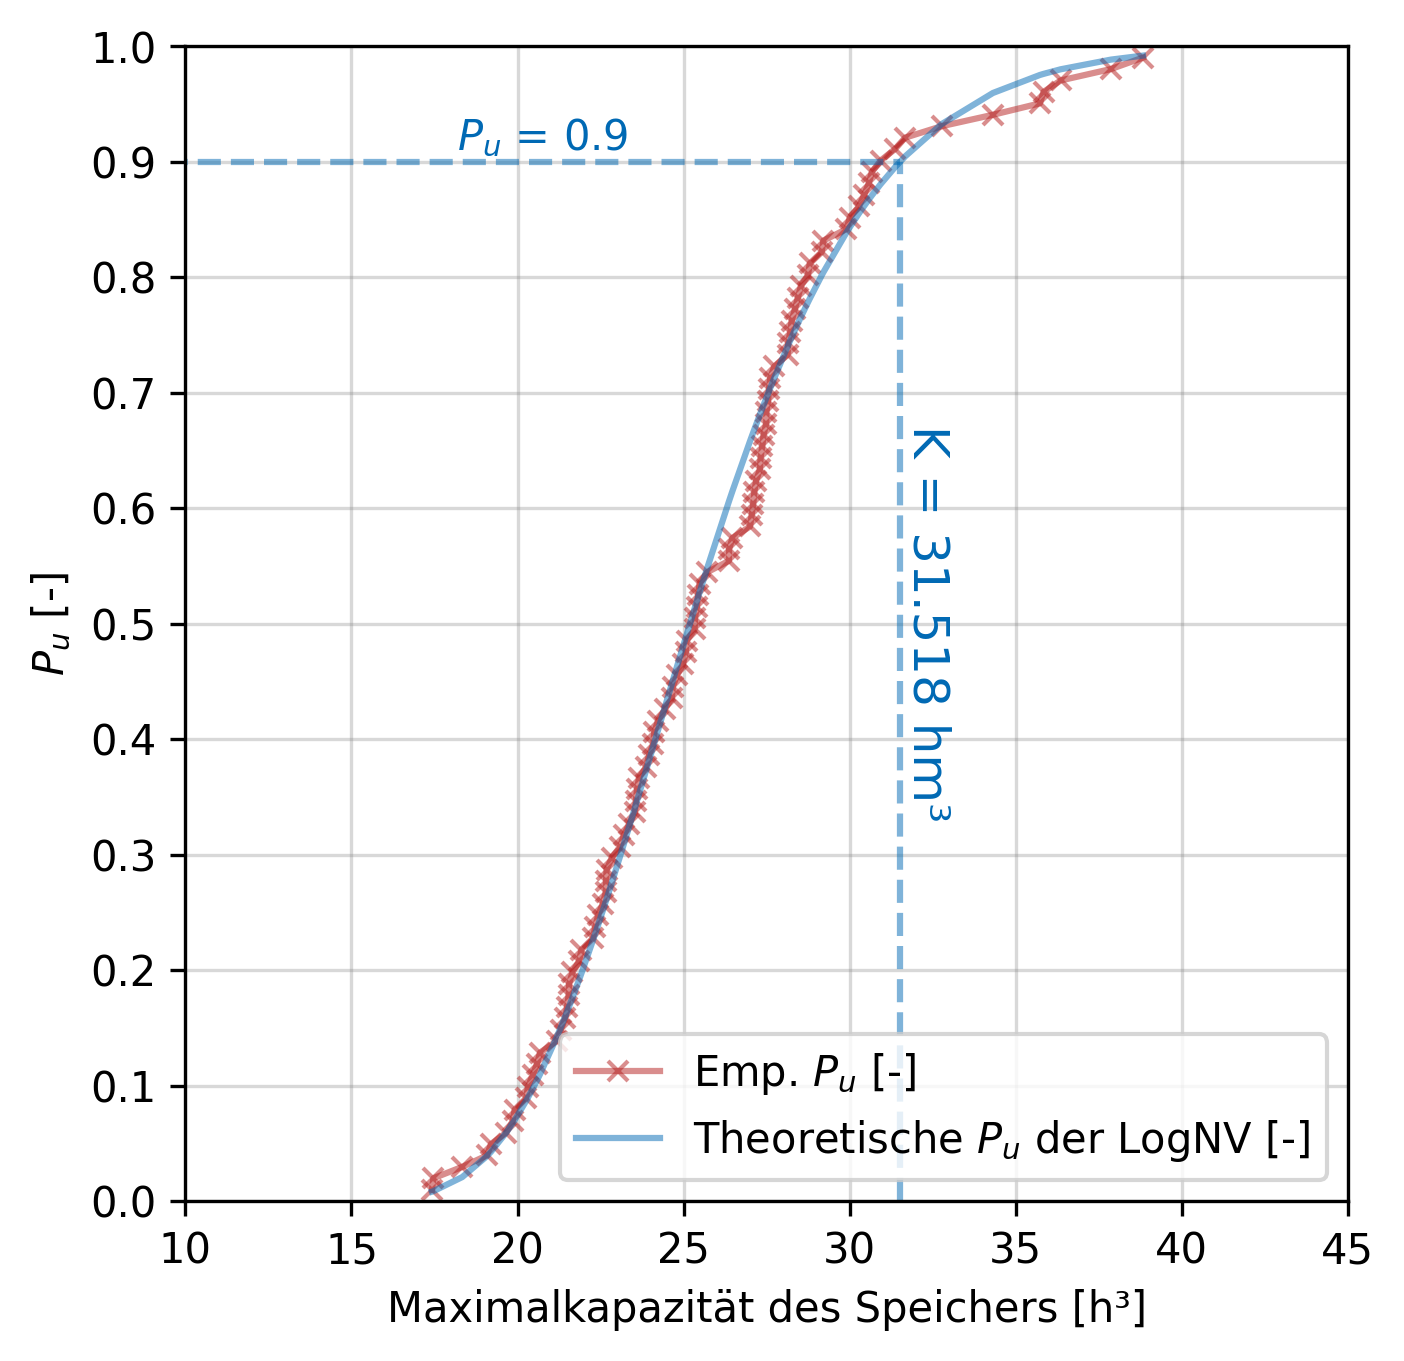 1.0
0.9
0.8
0.7
0.6
0.5
0.4
0.3
0.2
0.1
0.0
P_u [-]
P_u = 0.9
K = 31.518 hm³
Emp. P_u [-]
Theoretische P_u der LogNV [-]
10 15 20 25 30 35 40 45
Maximalkapazität des Speichers [h³]